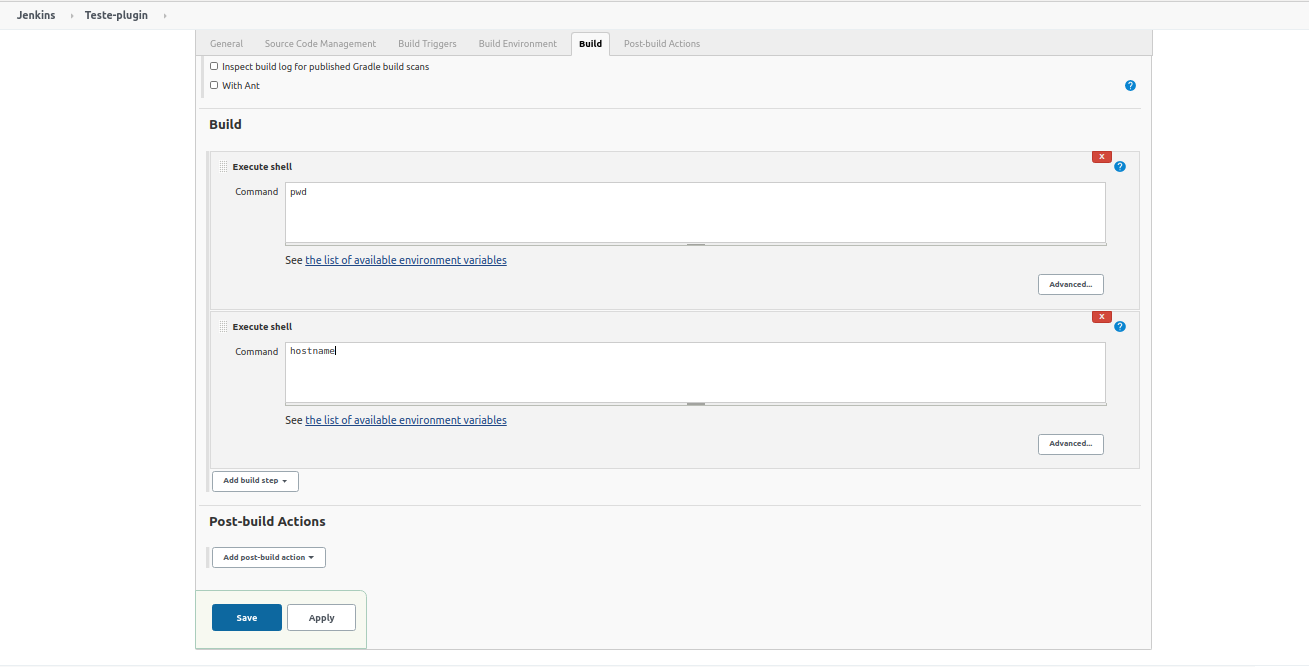 Jenkins Teste-plugin
General Source Code Management Build Triggers Build Environment Build Post-build Actions
Inspect build log for published Gradle build scans
With Ant
?
Build
X
Execute shell
?
Command pwd
See the list of available environment variables
Advanced...
X
Execute shell
?
Command hostname
See the list of available environment variables
Advanced...
Add build step
Post-build Actions
Add post-build action
Save Apply